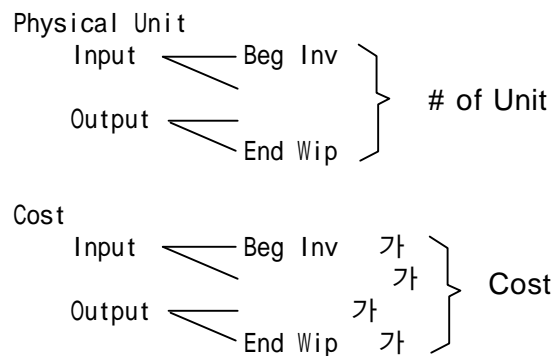 Physical Unit
Input Beg Inv
# of Unit
Output
End Wip
Cost
Input Beg Inv 가
가
Cost
Output 가
End Wip 가